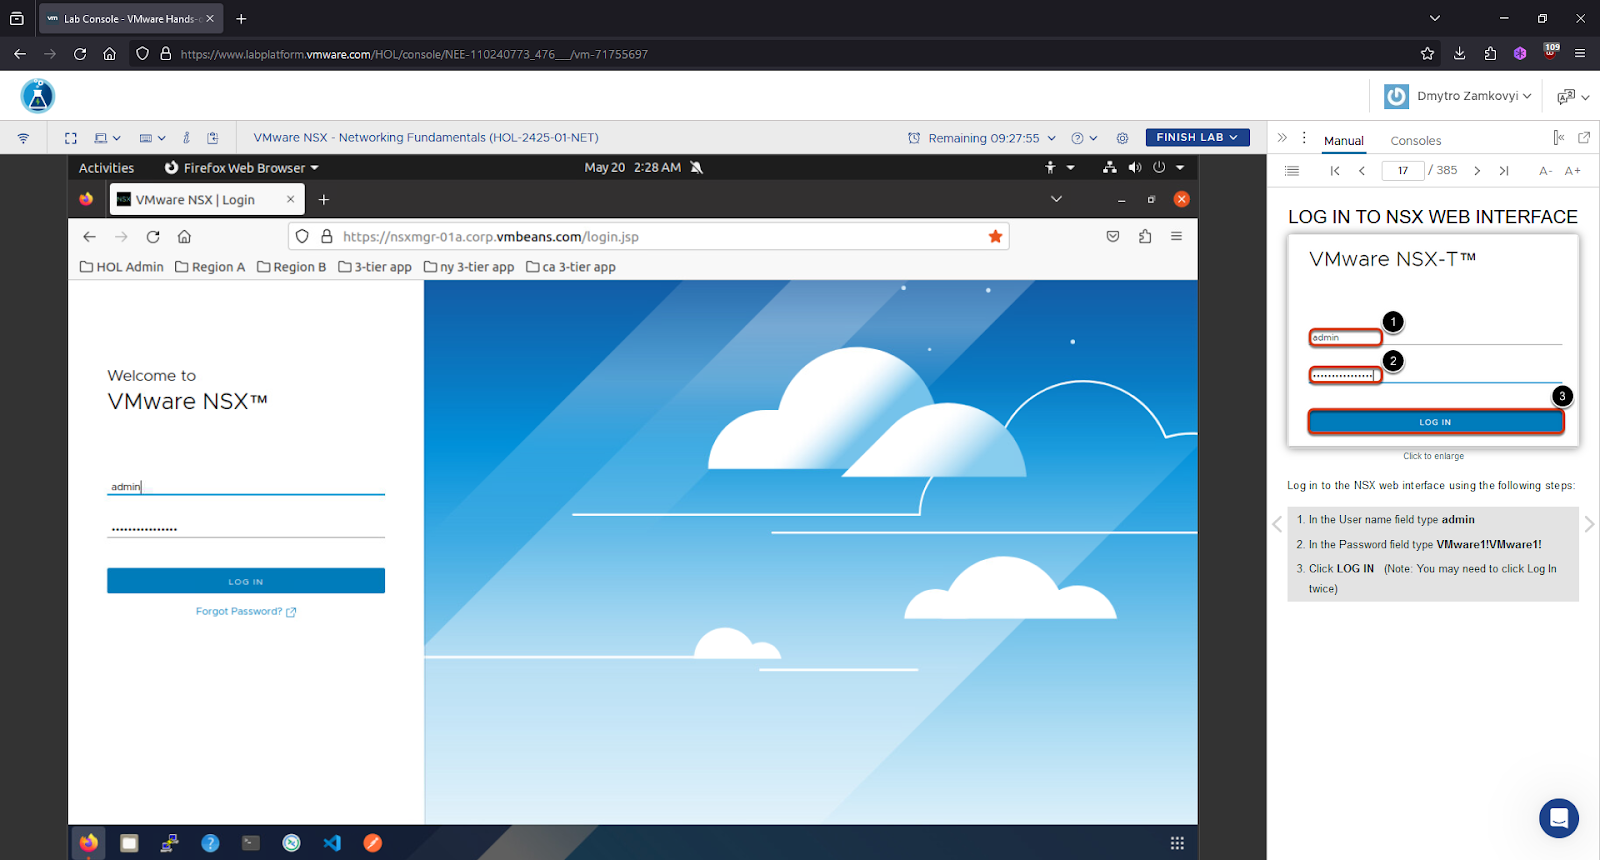 vm Lab Console - VMware Hands-o
https://www.labplatform.vmware.com/HOL/console/NEE-110240773_476___/vm-71755697
109
Dmytro Zamkovyi
VMware NSX - Networking Fundamentals (HOL-2425-01-NET)
Remaining 09:27:55
FINISH LAB
Manual
Consoles
17 / 385
A-
A+
Activities
Firefox Web Browser
May 20 2:28 AM
VMware NSX | Login
https://nsxmgr-01a.corp.vmbeans.com/login.jsp
HOL Admin
Region A
Region B
3-tier app
ny 3-tier app
ca 3-tier app
Welcome to
VMware NSX™
admin
••••••••••••••••
LOG IN
Forgot Password?
LOG IN TO NSX WEB INTERFACE
VMware NSX-T™
1
admin
2
••••••••••••••••
3
LOG IN
Click to enlarge
Log in to the NSX web interface using the following steps:
1. In the User name field type admin
2. In the Password field type VMware1!VMware1!
3. Click LOG IN (Note: You may need to click Log In
twice)